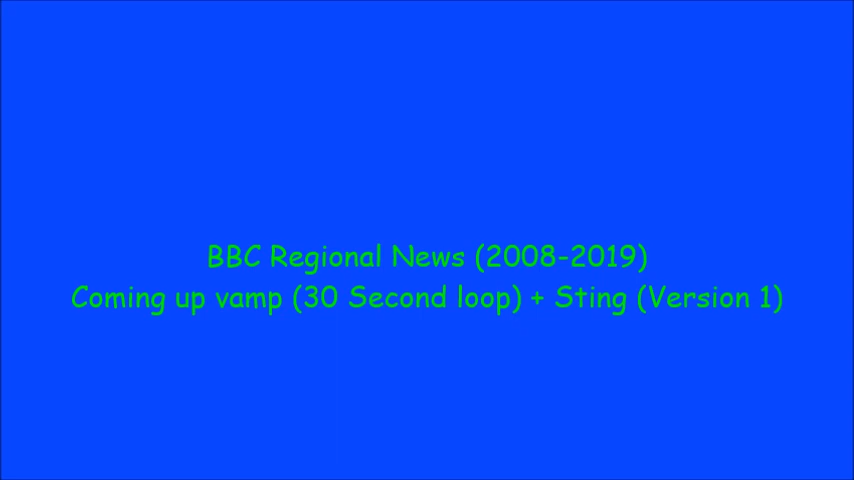 BBC Regional News (2008-2019)
Coming up vamp (30 Second loop) + Sting (Version 1)